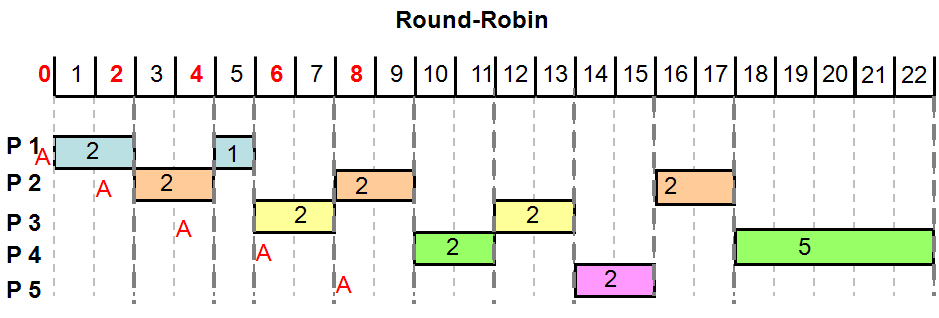 Round-Robin
0 1 2 3 4 5 6 7 8 9 10 11 12 13 14 15 16 17 18 19 20 21 22
P 1 A 2 1
P 2 A 2 2 2
P 3 A 2 2
P 4 A 2 5
P 5 A 2